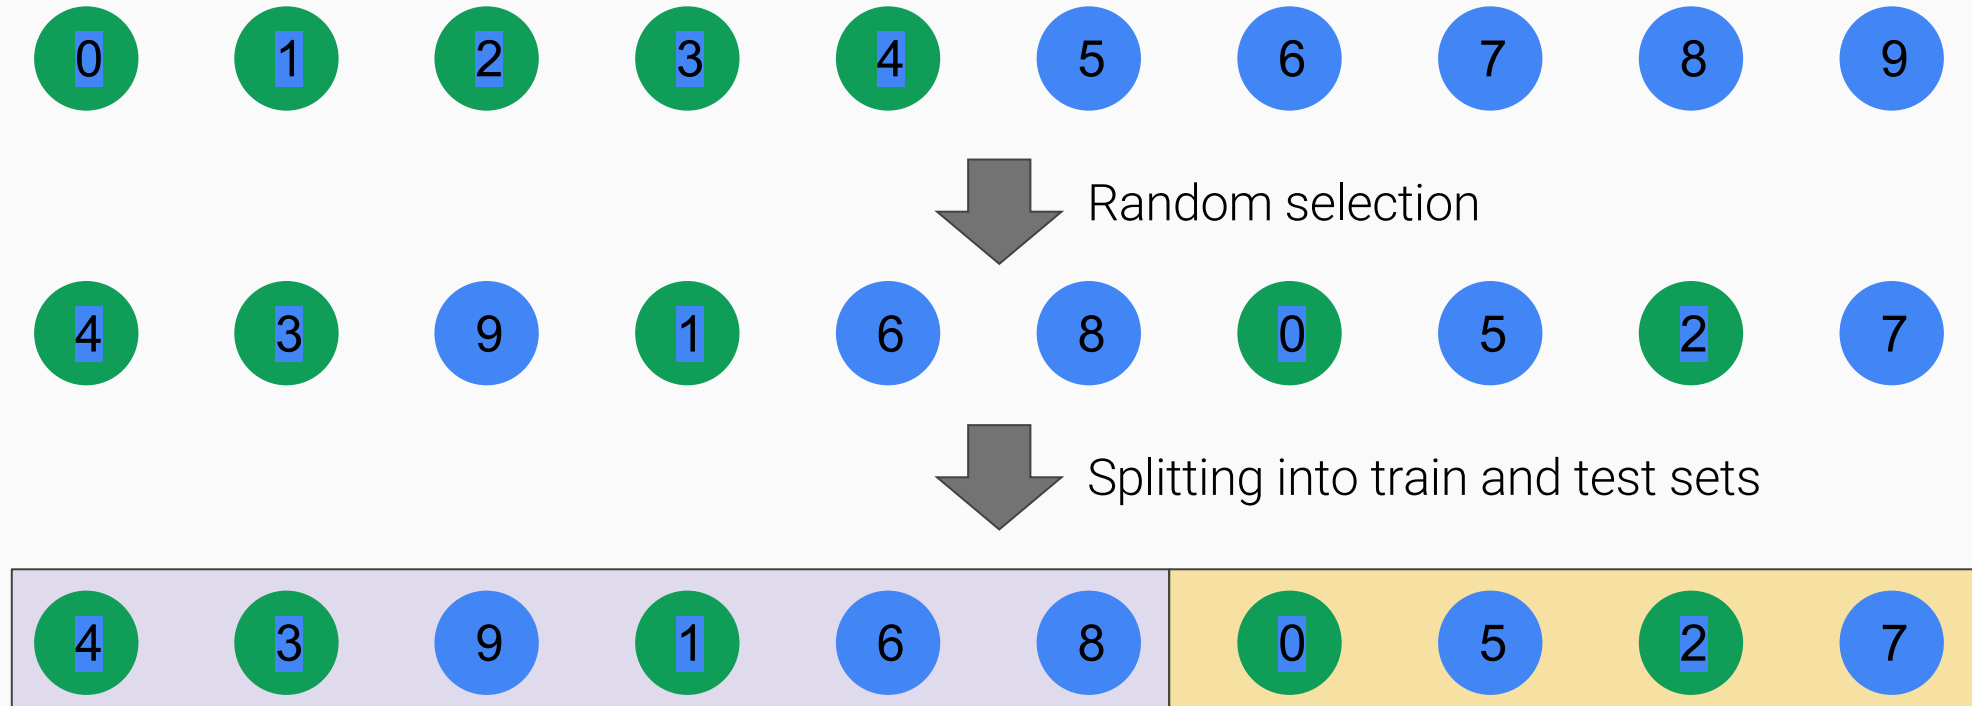 0 1 2 3 4 5 6 7 8 9
Random selection
4 3 9 1 6 8 0 5 2 7
Splitting into train and test sets
4 3 9 1 6 8 0 5 2 7